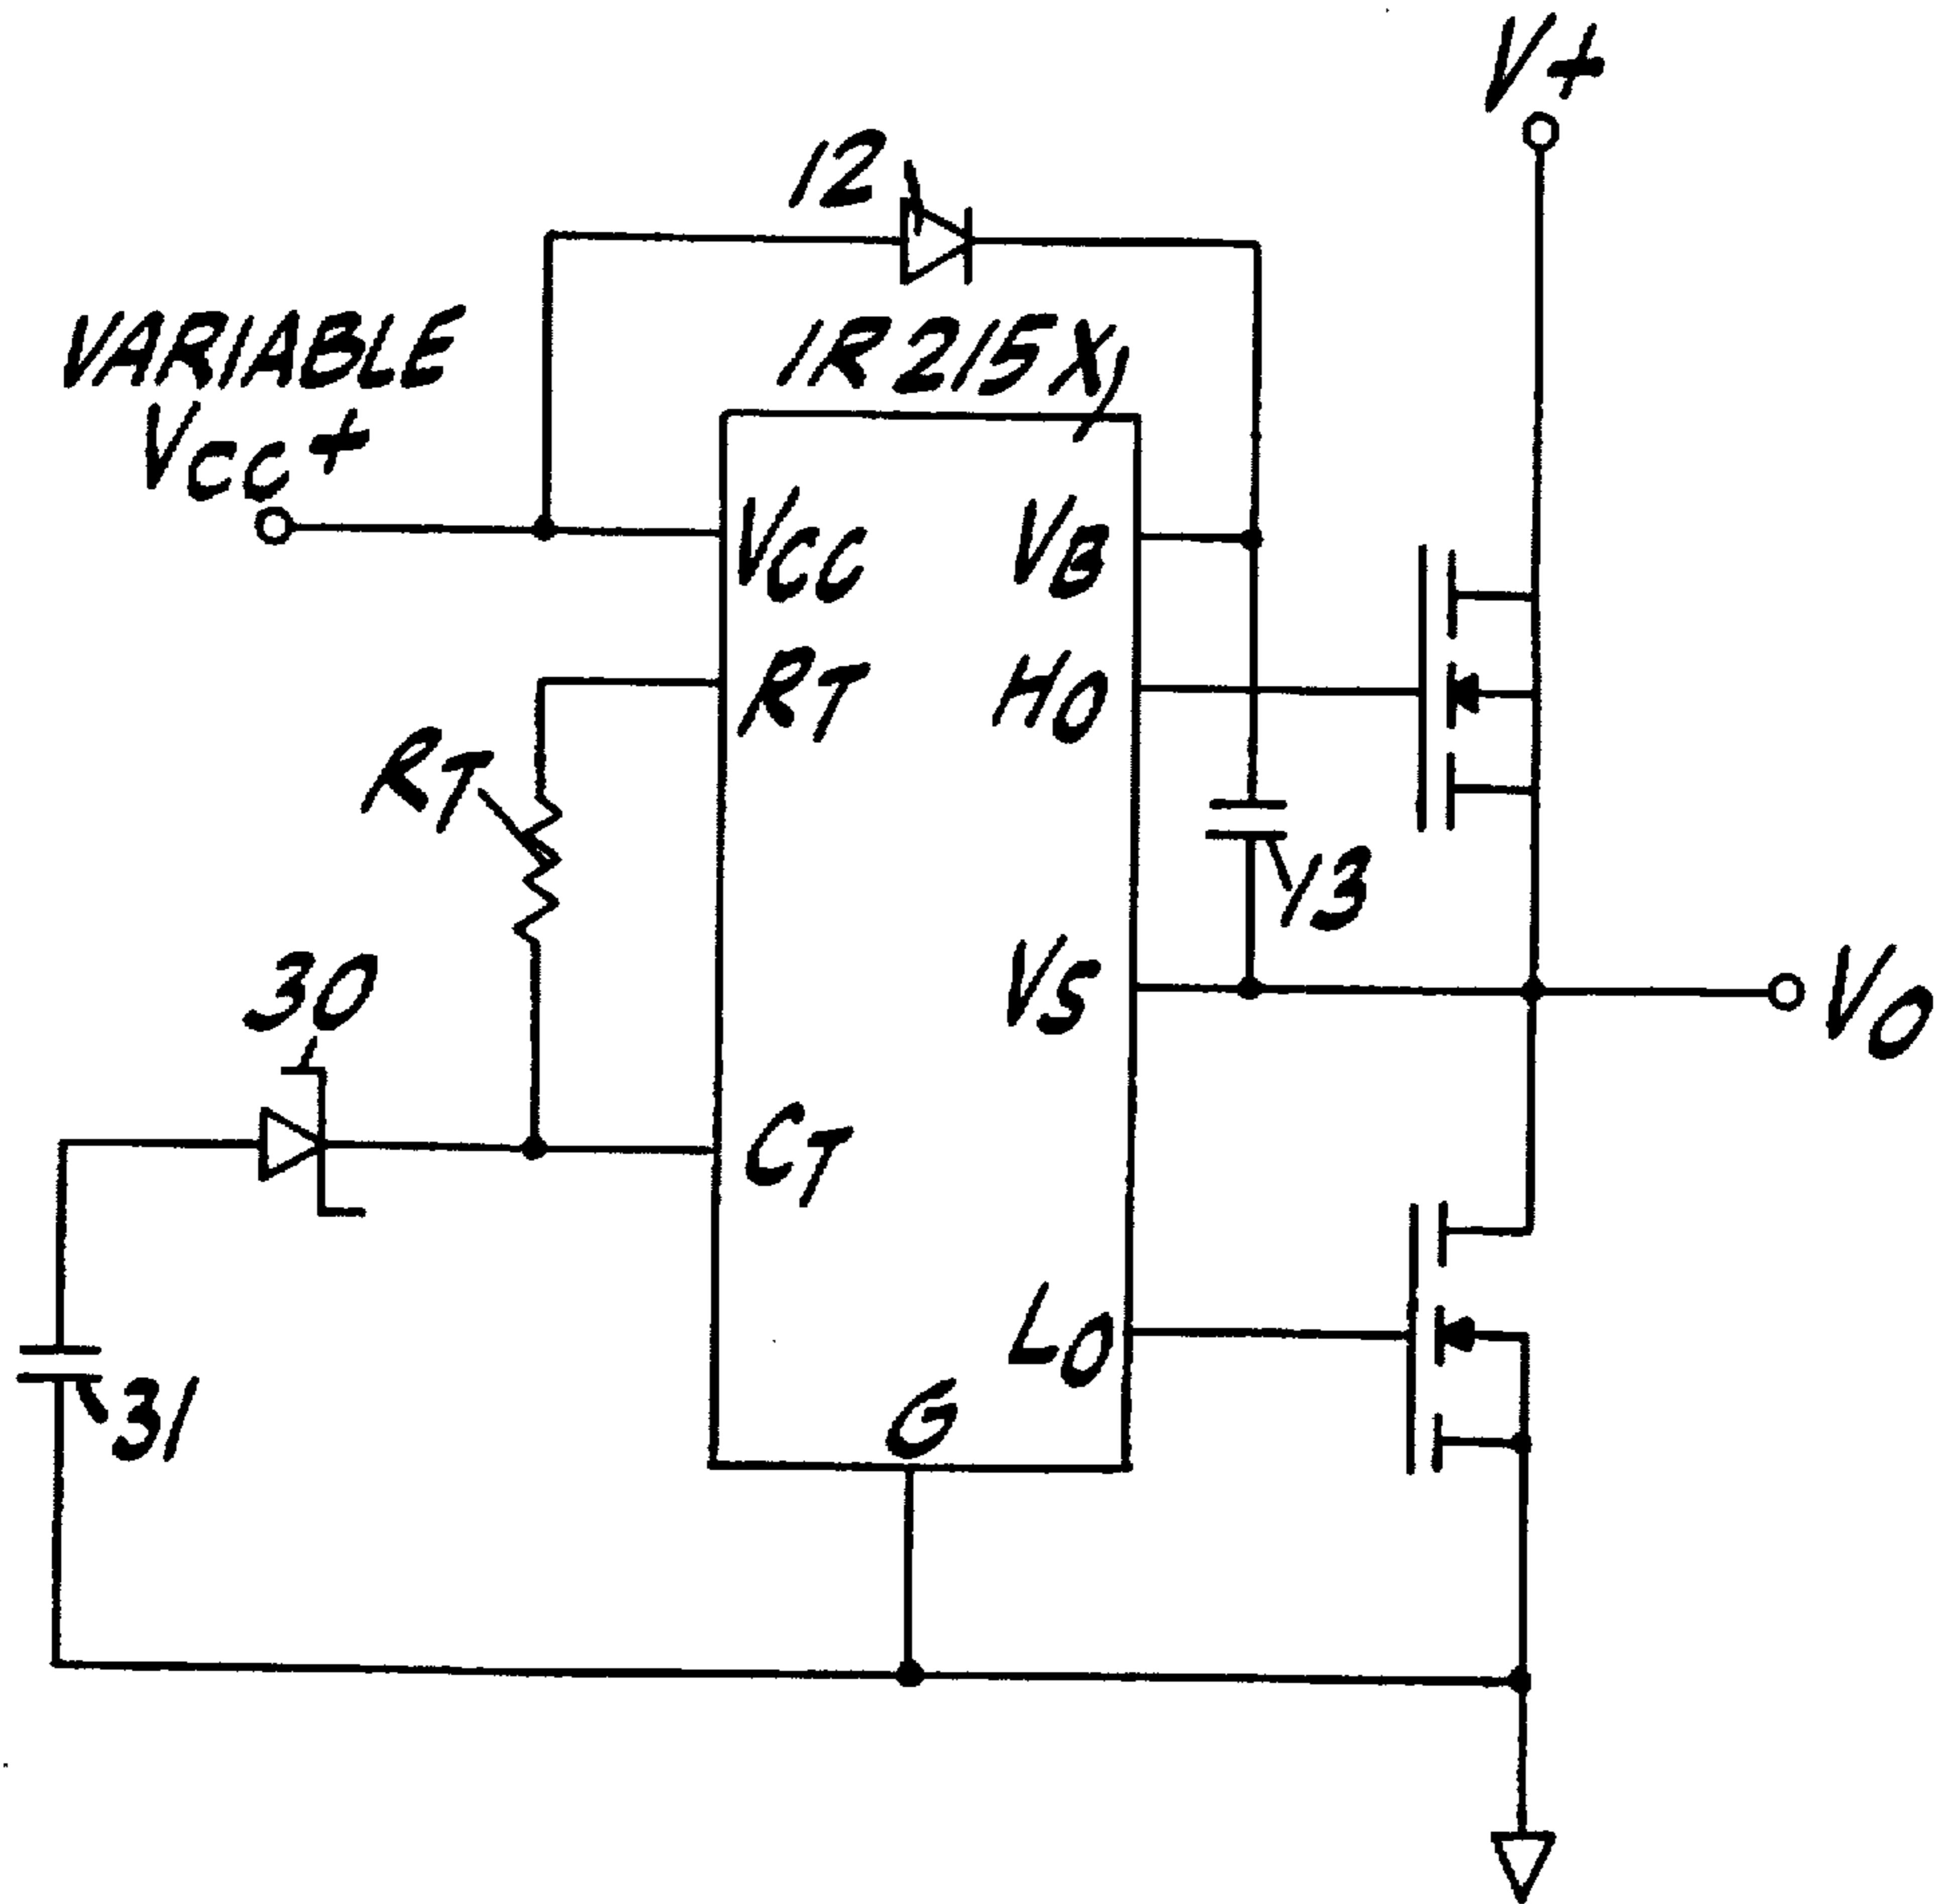 V+
12
VARIABLE
VCC+
IR215X
VCC
VB
RT
HO
RT
13
30
VS
VO
CT
LO
31
G